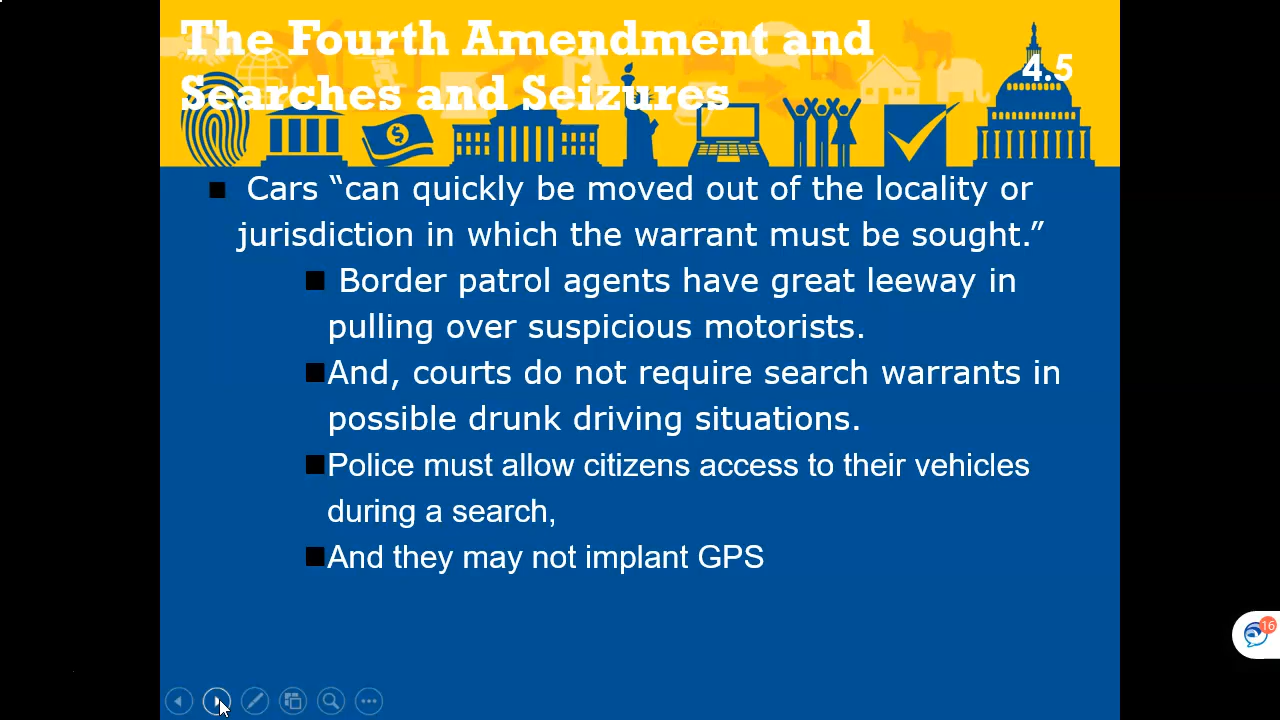 The Fourth Amendment and
Searches and Seizures
4.5
Cars “can quickly be moved out of the locality or
jurisdiction in which the warrant must be sought.”
Border patrol agents have great leeway in
pulling over suspicious motorists.
And, courts do not require search warrants in
possible drunk driving situations.
Police must allow citizens access to their vehicles
during a search,
And they may not implant GPS
16